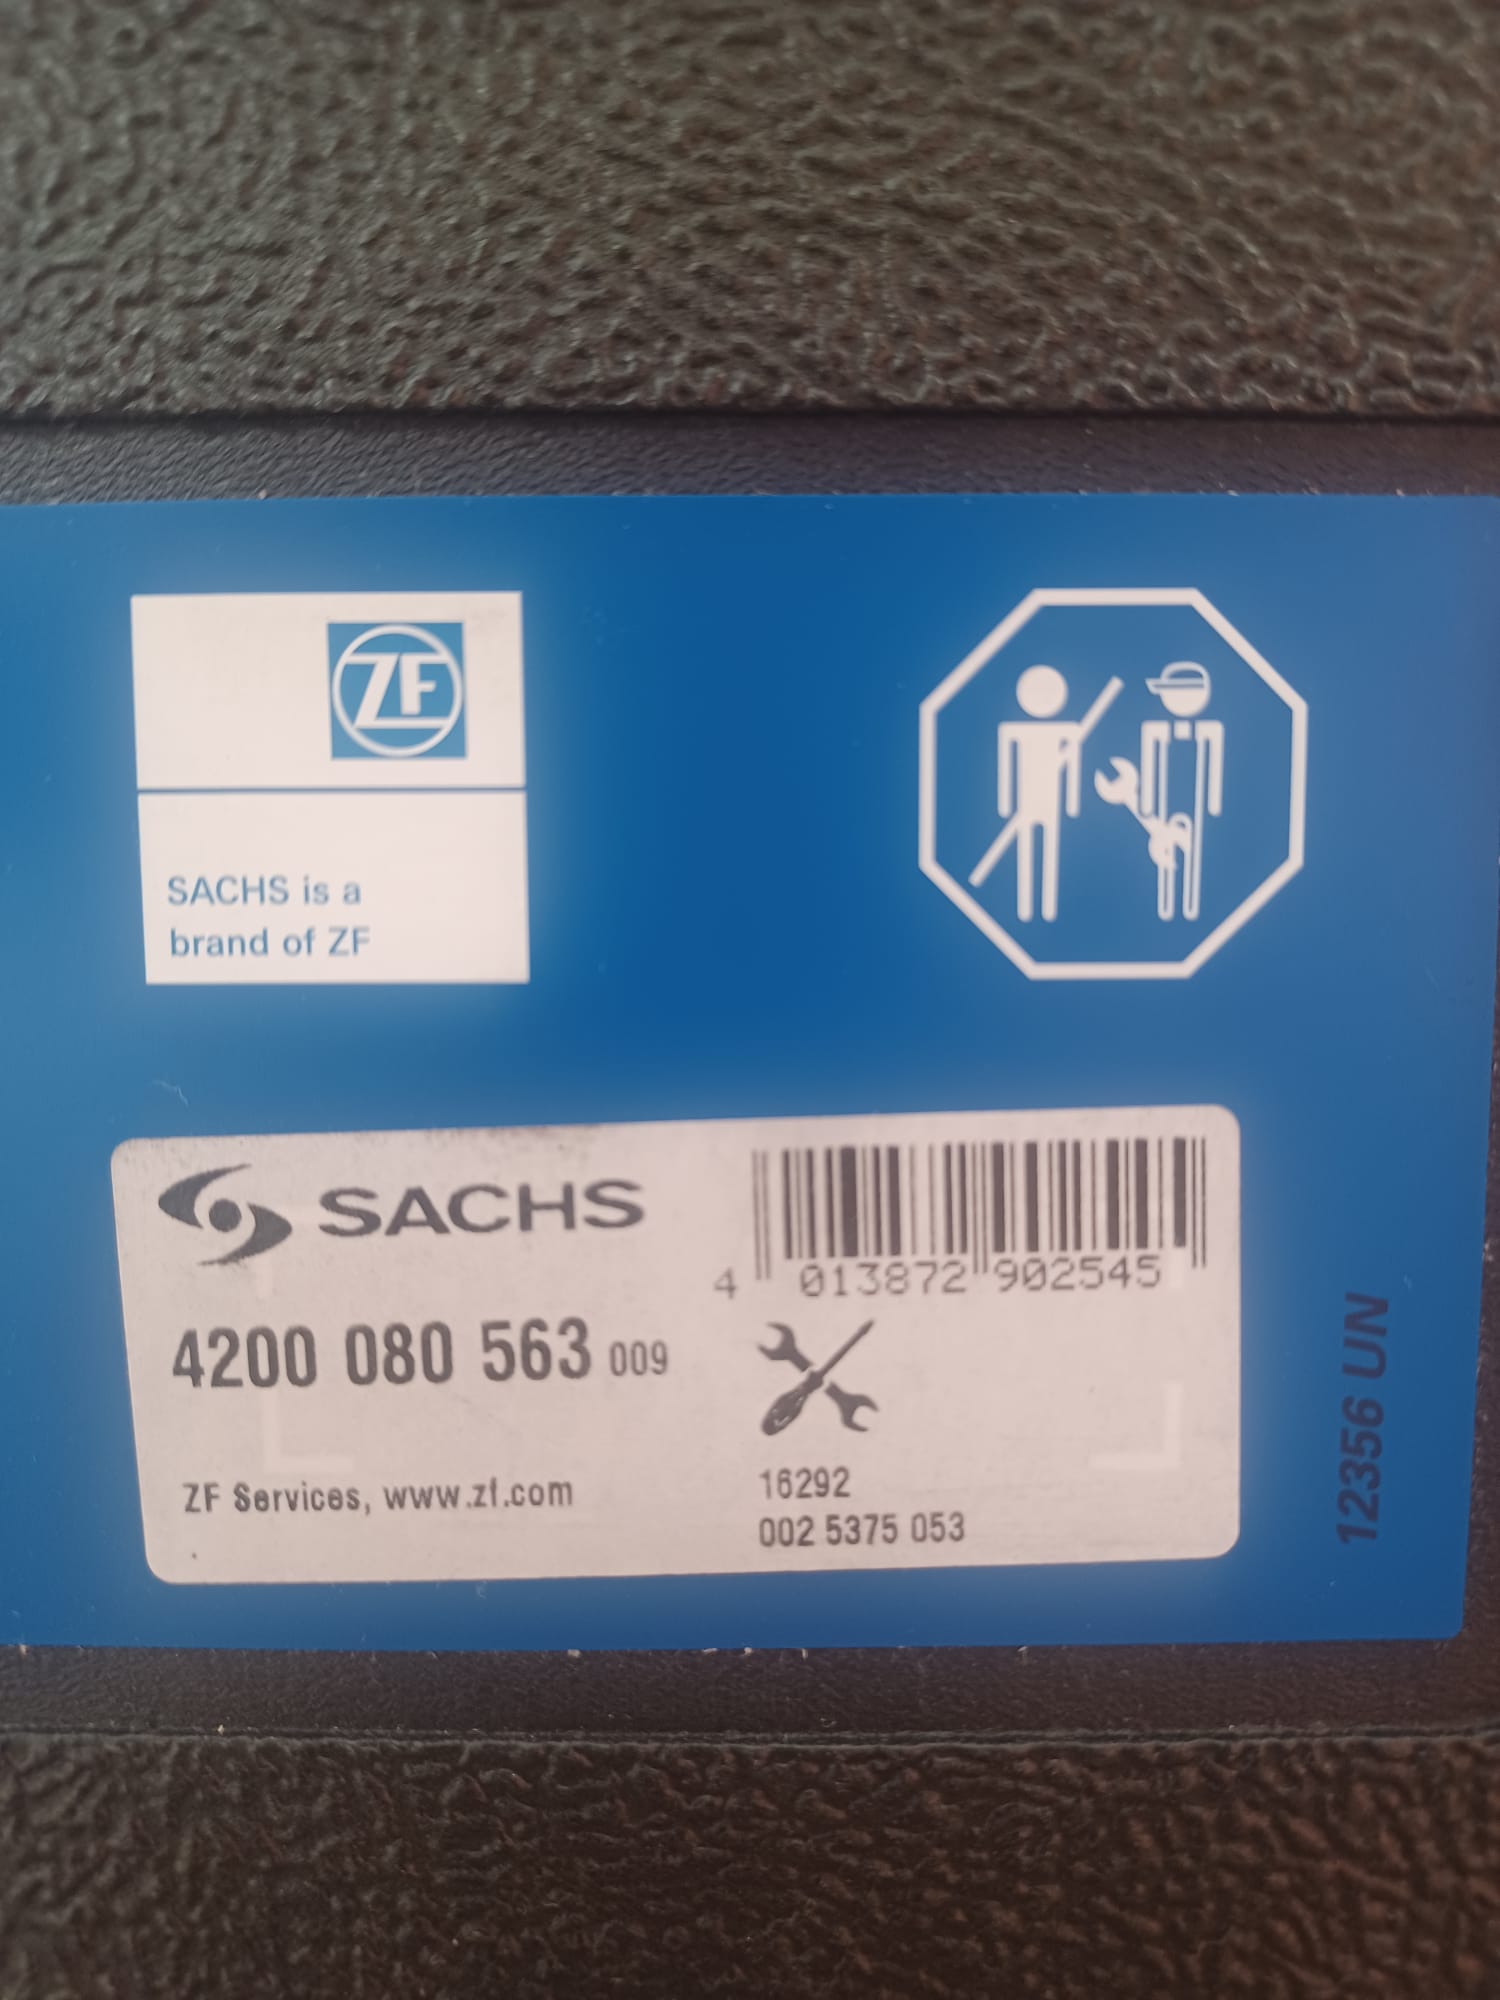 ZF
SACHS is a
brand of ZF
SACHS
4 013872 902545
4200 080 563 009
ZF Services, www.zf.com
16292
002 5375 053
12356 UN